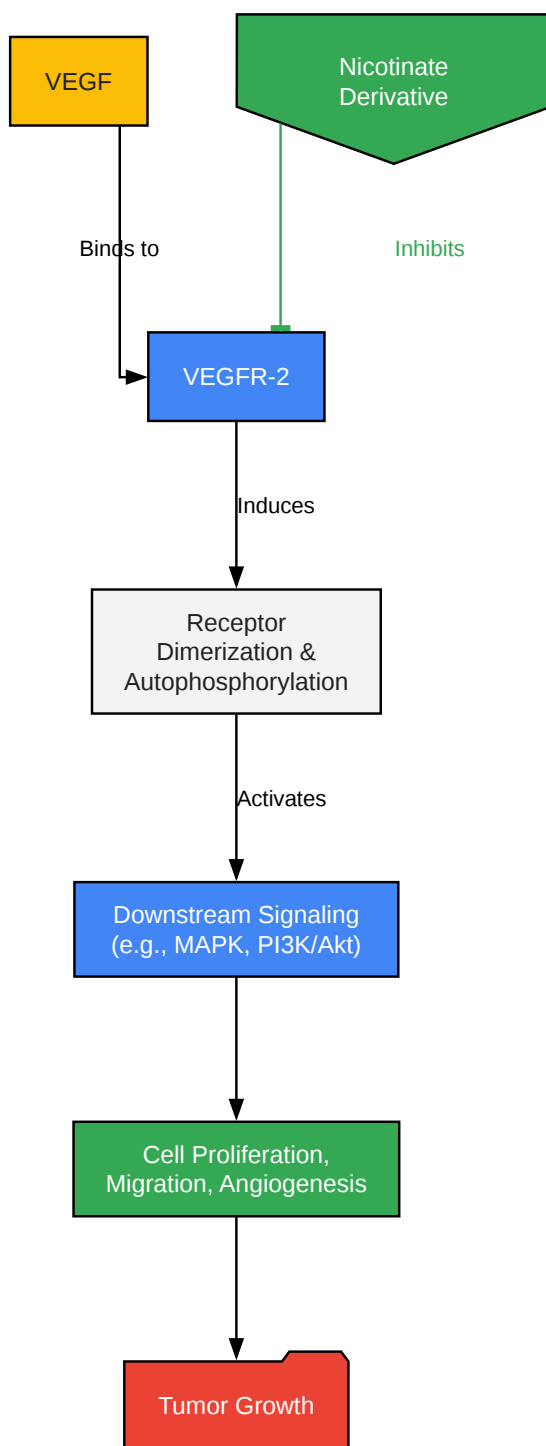 VEGF
Nicotinate
Derivative
Binds to
Inhibits
VEGFR-2
Induces
Receptor
Dimerization &
Autophosphorylation
Activates
Downstream Signaling
(e.g., MAPK, PI3K/Akt)
Cell Proliferation,
Migration, Angiogenesis
Tumor Growth